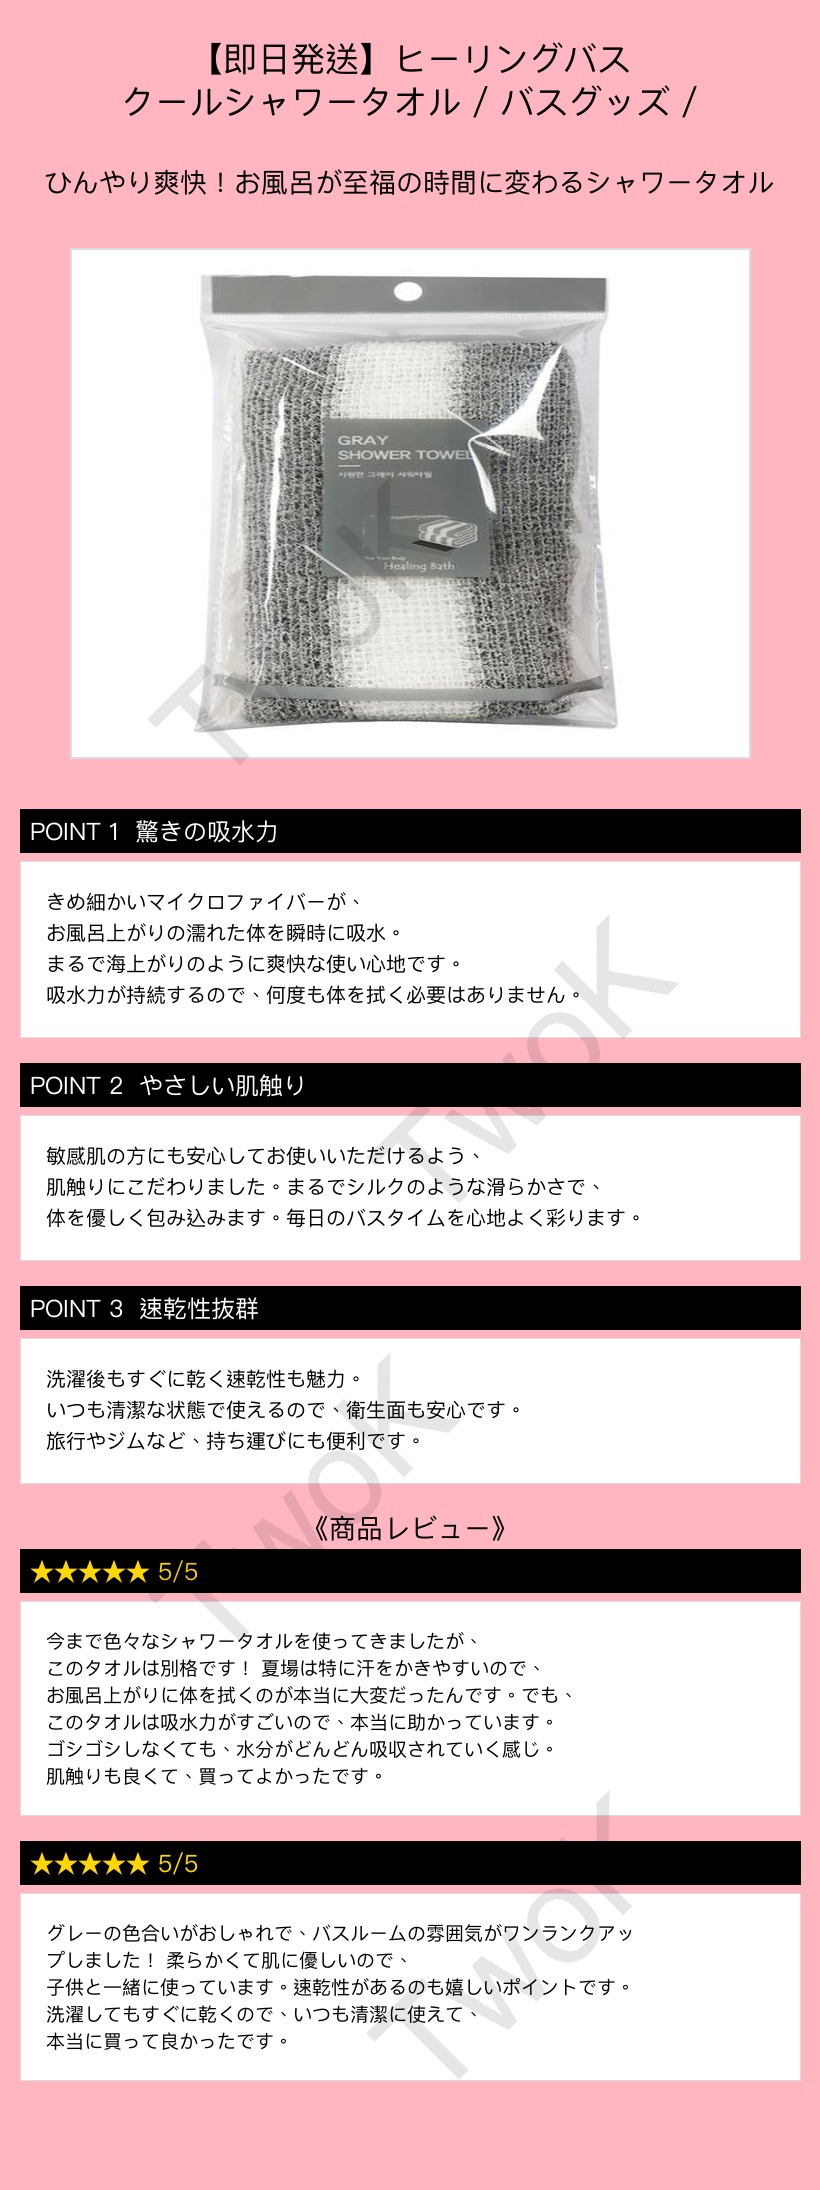 【即日発送】ヒーリングバス
クールシャワータオル / バスグッズ /
ひんやり爽快！お風呂が至福の時間に変わるシャワータオル
GRAY
SHOWER TOWEL
시원한 그레이 샤워타월
For Your Body
Healing Bath
TwoK
POINT 1 驚きの吸水力
きめ細かいマイクロファイバーが、
お風呂上がりの濡れた体を瞬時に吸水。
まるで海上がりのように爽快な使い心地です。
吸水力が持続するので、何度も体を拭く必要はありません。
TwoK
POINT 2 やさしい肌触り
敏感肌の方にも安心してお使いいただけるよう、
肌触りにこだわりました。まるでシルクのような滑らかさで、
体を優しく包み込みます。毎日のバスタイムを心地よく彩ります。
POINT 3 速乾性抜群
洗濯後もすぐに乾く速乾性も魅力。
いつも清潔な状態で使えるので、衛生面も安心です。
旅行やジムなど、持ち運びにも便利です。
TwoK
《商品レビュー》
★★★★★ 5/5
今まで色々なシャワータオルを使ってきましたが、
このタオルは別格です！ 夏場は特に汗をかきやすいので、
お風呂上がりに体を拭くのが本当に大変だったんです。でも、
このタオルは吸水力がすごいので、本当に助かっています。
ゴシゴシしなくても、水分がどんどん吸収されていく感じ。
肌触りも良くて、買ってよかったです。
★★★★★ 5/5
グレーの色合いがおしゃれで、バスルームの雰囲気がワンランクアッ
プしました！ 柔らかくて肌に優しいので、
子供と一緒に使っています。速乾性があるのも嬉しいポイントです。
洗濯してもすぐに乾くので、いつも清潔に使えて、
本当に買って良かったです。
TwoK